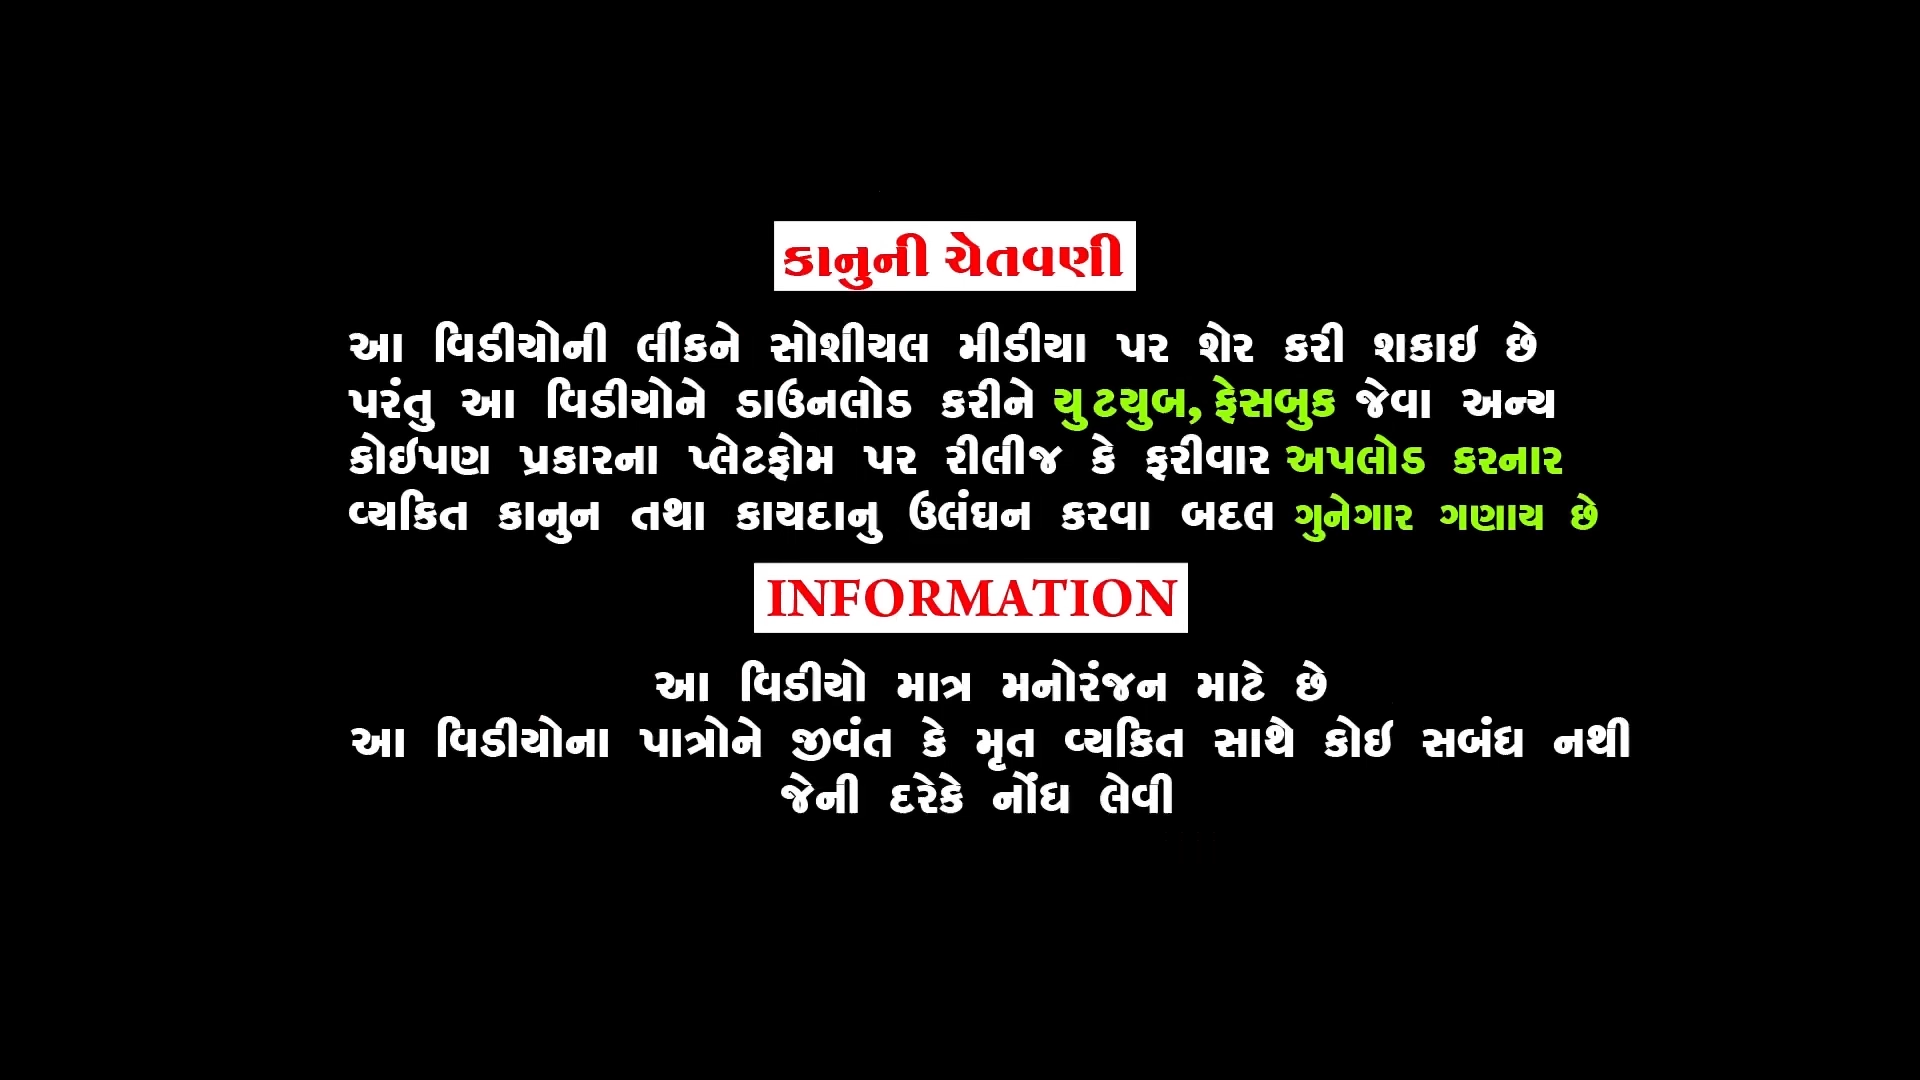 કાનુની ચેતવણી
આ વિડીયોની લીંકને સોશીયલ મીડીયા પર શેર કરી શકાઇ છે
પરંતુ આ વિડીયોને ડાઉનલોડ કરીને યુ ટયુબ, ફેસબુક જેવા અન્ય
કોઇપણ પ્રકારના પ્લેટફોમ પર રીલીજ કે ફરીવાર અપલોડ કરનાર
વ્યકિત કાનુન તથા કાયદાનુ ઉલંઘન કરવા બદલ ગુનેગાર ગણાય છે
INFORMATION
આ વિડીયો માત્ર મનોરંજન માટે છે
આ વિડીયોના પાત્રોને જીવંત કે મૃત વ્યકિત સાથે કોઇ સબંધ નથી
જેની દરેકે નોંધ લેવી